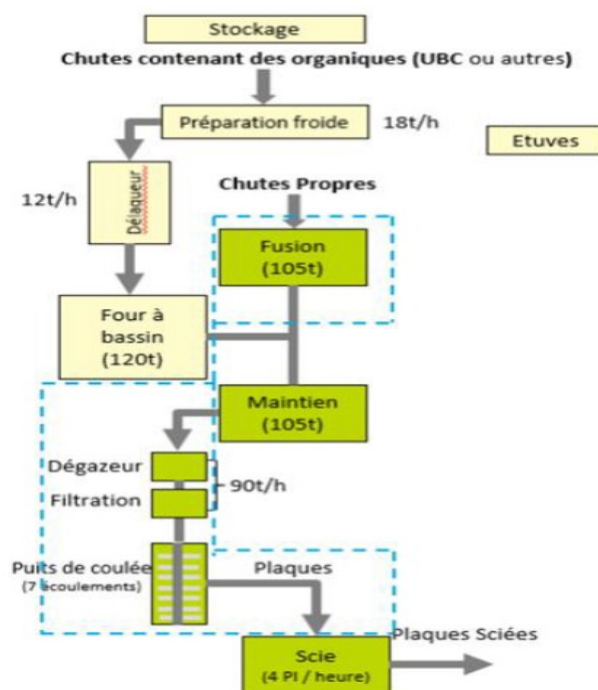 Stockage
Chutes contenant des organiques (UBC ou autres)
Préparation froide
18t/h
Etuves
12t/h
Délaqueur
Chutes Propres
Fusion
(105t)
Four à
bassin
(120t)
Maintien
(105t)
Dégazeur
90t/h
Filtration
Puits de coulée
(7 écoulements)
Plaques
Plaques Sciées
Scie
(4 PI / heure)